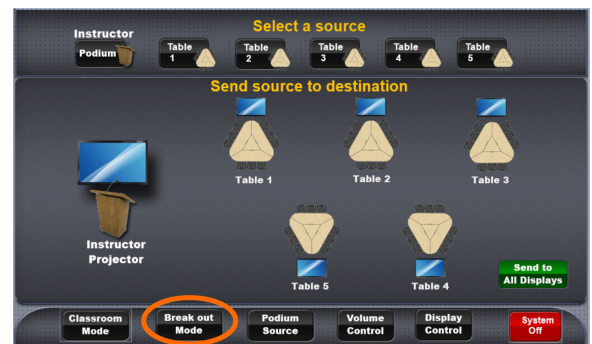 Select a source
Instructor
Podium
Table
1
Table
2
Table
3
Table
4
Table
5
Send source to destination
Table 1
Table 2
Table 3
Instructor
Projector
Table 5
Table 4
Send to
All Displays
Classroom
Mode
Break out
Mode
Podium
Source
Volume
Control
Display
Control
System
Off